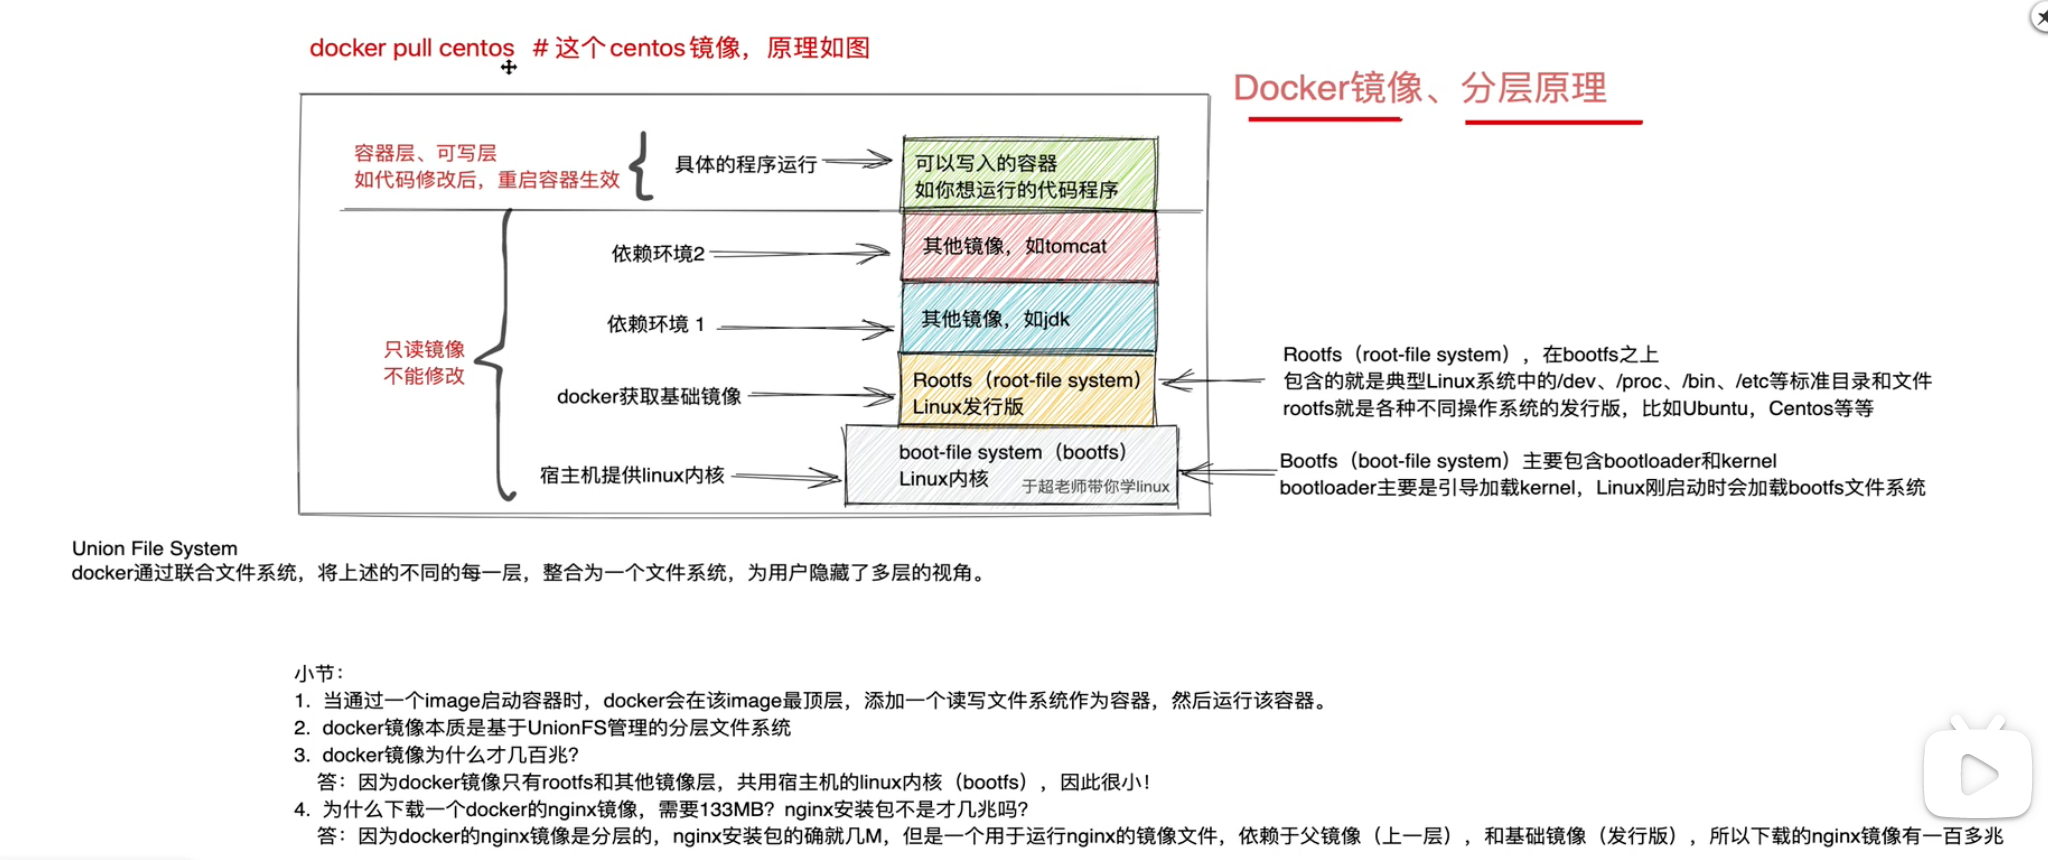 docker pull centos # 这个centos镜像，原理如图
Docker镜像、分层原理
容器层、可写层
如代码修改后，重启容器生效
具体的程序运行
可以写入的容器
如你想运行的代码程序
依赖环境2
其他镜像，如tomcat
依赖环境 1
其他镜像，如jdk
只读镜像
不能修改
docker获取基础镜像
Rootfs（root-file system）
Linux发行版
Rootfs（root-file system），在bootfs之上
包含的就是典型Linux系统中的/dev、/proc、/bin、/etc等标准目录和文件
rootfs就是各种不同操作系统的发行版，比如Ubuntu，Centos等等
宿主机提供linux内核
boot-file system（bootfs）
Linux内核
于超老师带你学linux
Bootfs（boot-file system）主要包含bootloader和kernel
bootloader主要是引导加载kernel，Linux刚启动时会加载bootfs文件系统
Union File System
docker通过联合文件系统，将上述的不同的每一层，整合为一个文件系统，为用户隐藏了多层的视角。
小节：
1. 当通过一个image启动容器时，docker会在该image最顶层，添加一个读写文件系统作为容器，然后运行该容器。
2. docker镜像本质是基于UnionFS管理的分层文件系统
3. docker镜像为什么才几百兆？
答：因为docker镜像只有rootfs和其他镜像层，共用宿主机的linux内核（bootfs），因此很小！
4. 为什么下载一个docker的nginx镜像，需要133MB？nginx安装包不是才几兆吗？
答：因为docker的nginx镜像是分层的，nginx安装包的确就几M，但是一个用于运行nginx的镜像文件，依赖于父镜像（上一层），和基础镜像（发行版），所以下载的nginx镜像有一百多兆